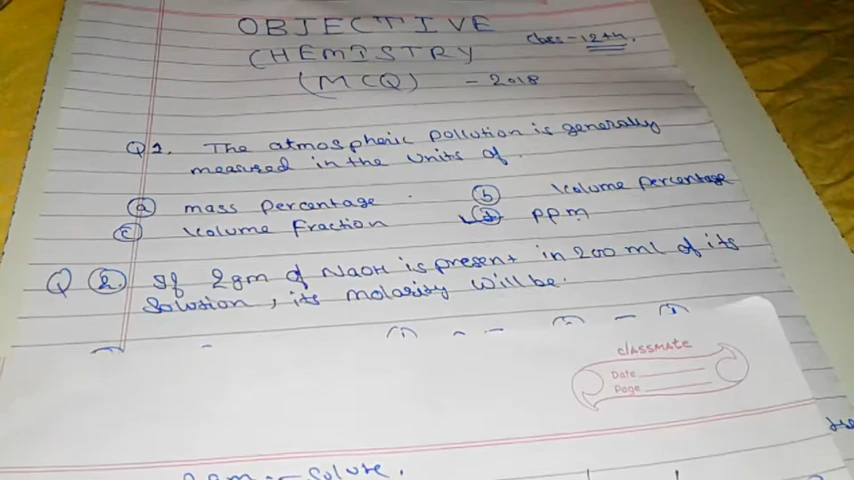 OBJECTIVE
CHEMISTRY Class-12th.
(MCQ) - 2018
Q1. The atmospheric pollution is generally
measured in the units of.
(a) mass percentage . (b) Volume percentage
(c) Volume fraction (d) ppm
Q (2.) If 2gm of NaOH is present in 200 ml of its
solution, its molarity will be.
classmate
Date
Page
gm - Solute.